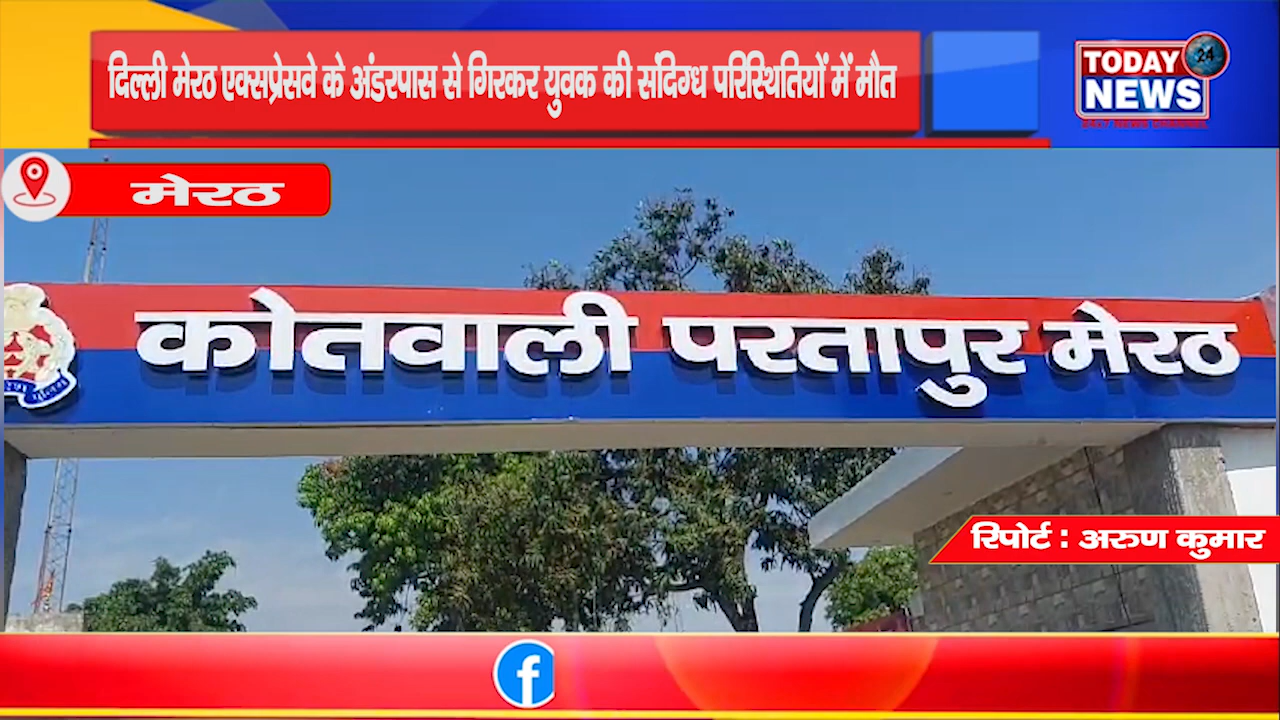 दिल्ली मेरठ एक्सप्रेसवे के अंडरपास से गिरकर युवक की संदिग्ध परिस्थितियों में मौत
TODAY 24
NEWS
मेरठ
कोतवाली परतापुर मेरठ
रिपोर्ट : अरुण कुमार